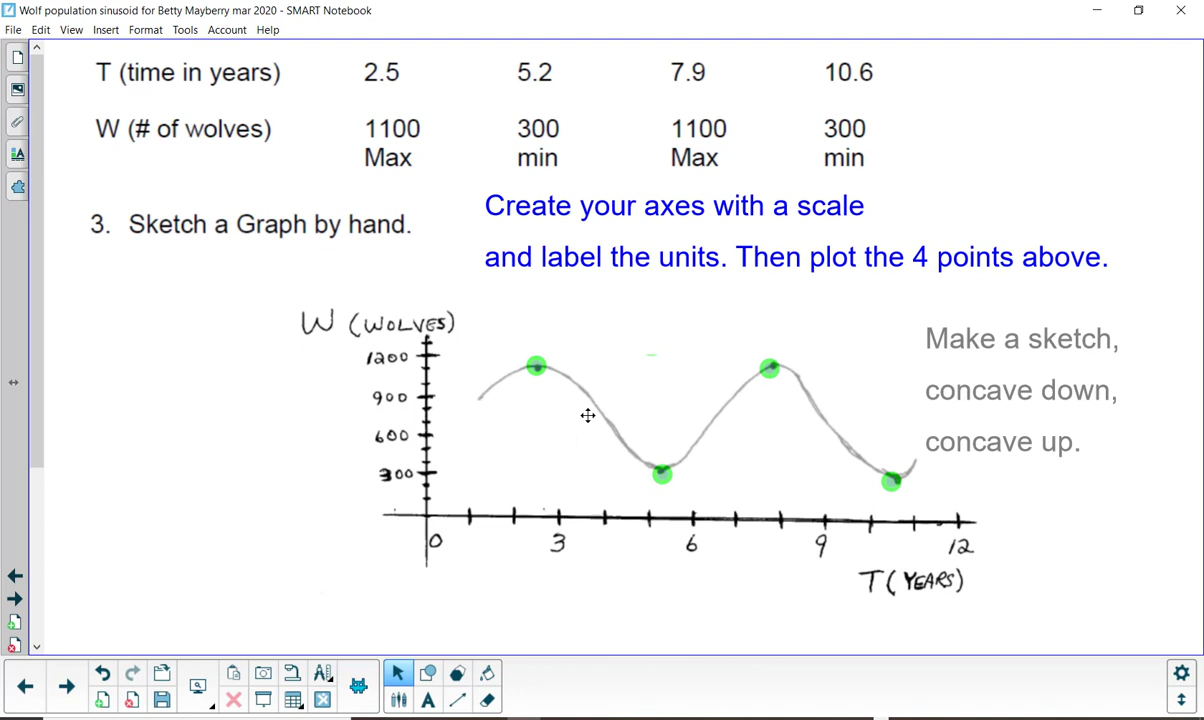 Wolf population sinusoid for Betty Mayberry mar 2020 - SMART Notebook
File Edit View Insert Format Tools Account Help
T (time in years) 2.5 5.2 7.9 10.6
W (# of wolves) 1100 300 1100 300
Max min Max min
3. Sketch a Graph by hand.
Create your axes with a scale
and label the units. Then plot the 4 points above.
W (WOLVES)
1200
900
600
300
0 3 6 9 12
T (YEARS)
Make a sketch,
concave down,
concave up.